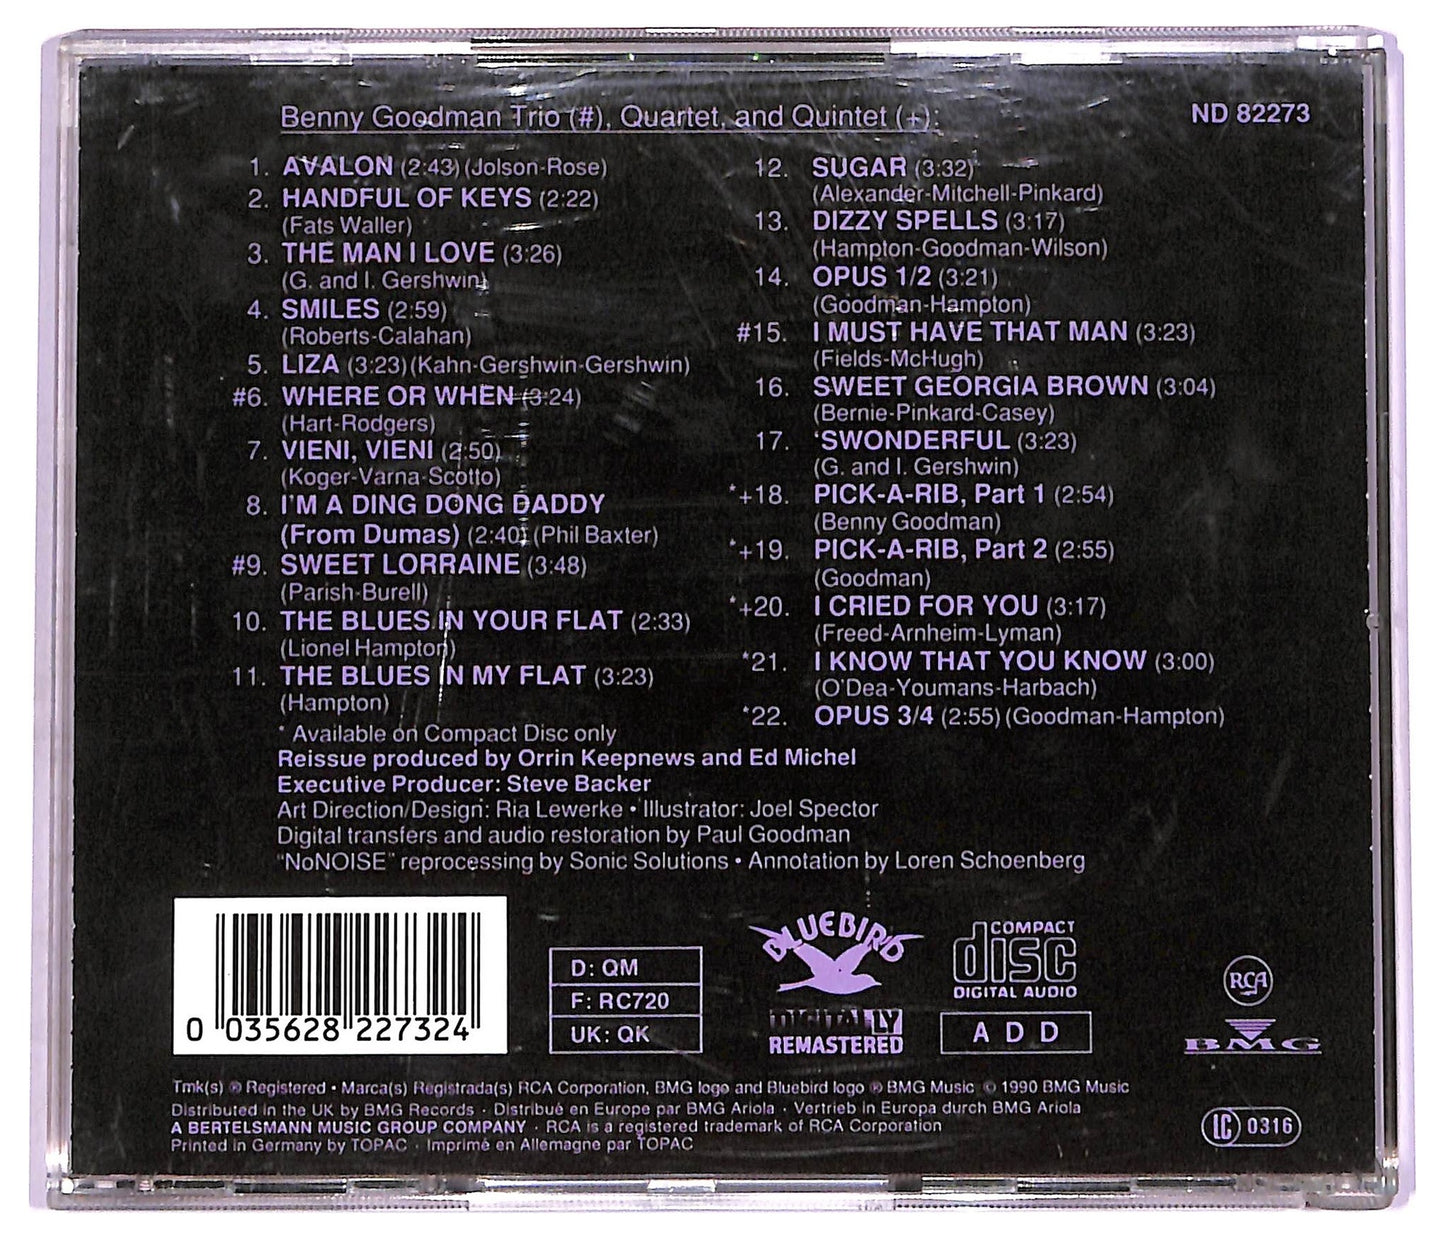 Benny Goodman Trio (#), Quartet, and Quintet (+):
ND 82273
1. AVALON (2:43) (Jolson-Rose)
2. HANDFUL OF KEYS (2:22)
(Fats Waller)
3. THE MAN I LOVE (3:26)
(G. and I. Gershwin)
4. SMILES (2:59)
(Roberts-Calahan)
5. LIZA (3:23) (Kahn-Gershwin-Gershwin)
#6. WHERE OR WHEN (3:24)
(Hart-Rodgers)
7. VIENI, VIENI (2:50)
(Koger-Varna-Scotto)
8. I'M A DING DONG DADDY
(From Dumas) (2:40) (Phil Baxter)
#9. SWEET LORRAINE (3:48)
(Parish-Burell)
10. THE BLUES IN YOUR FLAT (2:33)
(Lionel Hampton)
11. THE BLUES IN MY FLAT (3:23)
(Hampton)
12. SUGAR (3:32)
(Alexander-Mitchell-Pinkard)
13. DIZZY SPELLS (3:17)
(Hampton-Goodman-Wilson)
14. OPUS 1/2 (3:21)
(Goodman-Hampton)
#15. I MUST HAVE THAT MAN (3:23)
(Fields-McHugh)
16. SWEET GEORGIA BROWN (3:04)
(Bernie-Pinkard-Casey)
17. 'SWONDERFUL (3:23)
(G. and I. Gershwin)
*+18. PICK-A-RIB, Part 1 (2:54)
(Benny Goodman)
*+19. PICK-A-RIB, Part 2 (2:55)
(Goodman)
*+20. I CRIED FOR YOU (3:17)
(Freed-Arnheim-Lyman)
*21. I KNOW THAT YOU KNOW (3:00)
(O'Dea-Youmans-Harbach)
*22. OPUS 3/4 (2:55) (Goodman-Hampton)
* Available on Compact Disc only
Reissue produced by Orrin Keepnews and Ed Michel
Executive Producer: Steve Backer
Art Direction/Design: Ria Lewerke • Illustrator: Joel Spector
Digital transfers and audio restoration by Paul Goodman
"NoNOISE" reprocessing by Sonic Solutions • Annotation by Loren Schoenberg
0 035628 227324
D: QM
F: RC720
UK: QK
BLUEBIRD
DIGITALLY
REMASTERED
COMPACT
disc
DIGITAL AUDIO
ADD
RCA
BMG
Tmk(s) ® Registered • Marca(s) Registrada(s) RCA Corporation, BMG logo and Bluebird logo ® BMG Music © 1990 BMG Music
Distributed in the UK by BMG Records · Distribué en Europe par BMG Ariola · Vertrieb in Europa durch BMG Ariola
A BERTELSMANN MUSIC GROUP COMPANY · RCA is a registered trademark of RCA Corporation
Printed in Germany by TOPAC · Imprimé en Allemagne par TOPAC
LC 0316